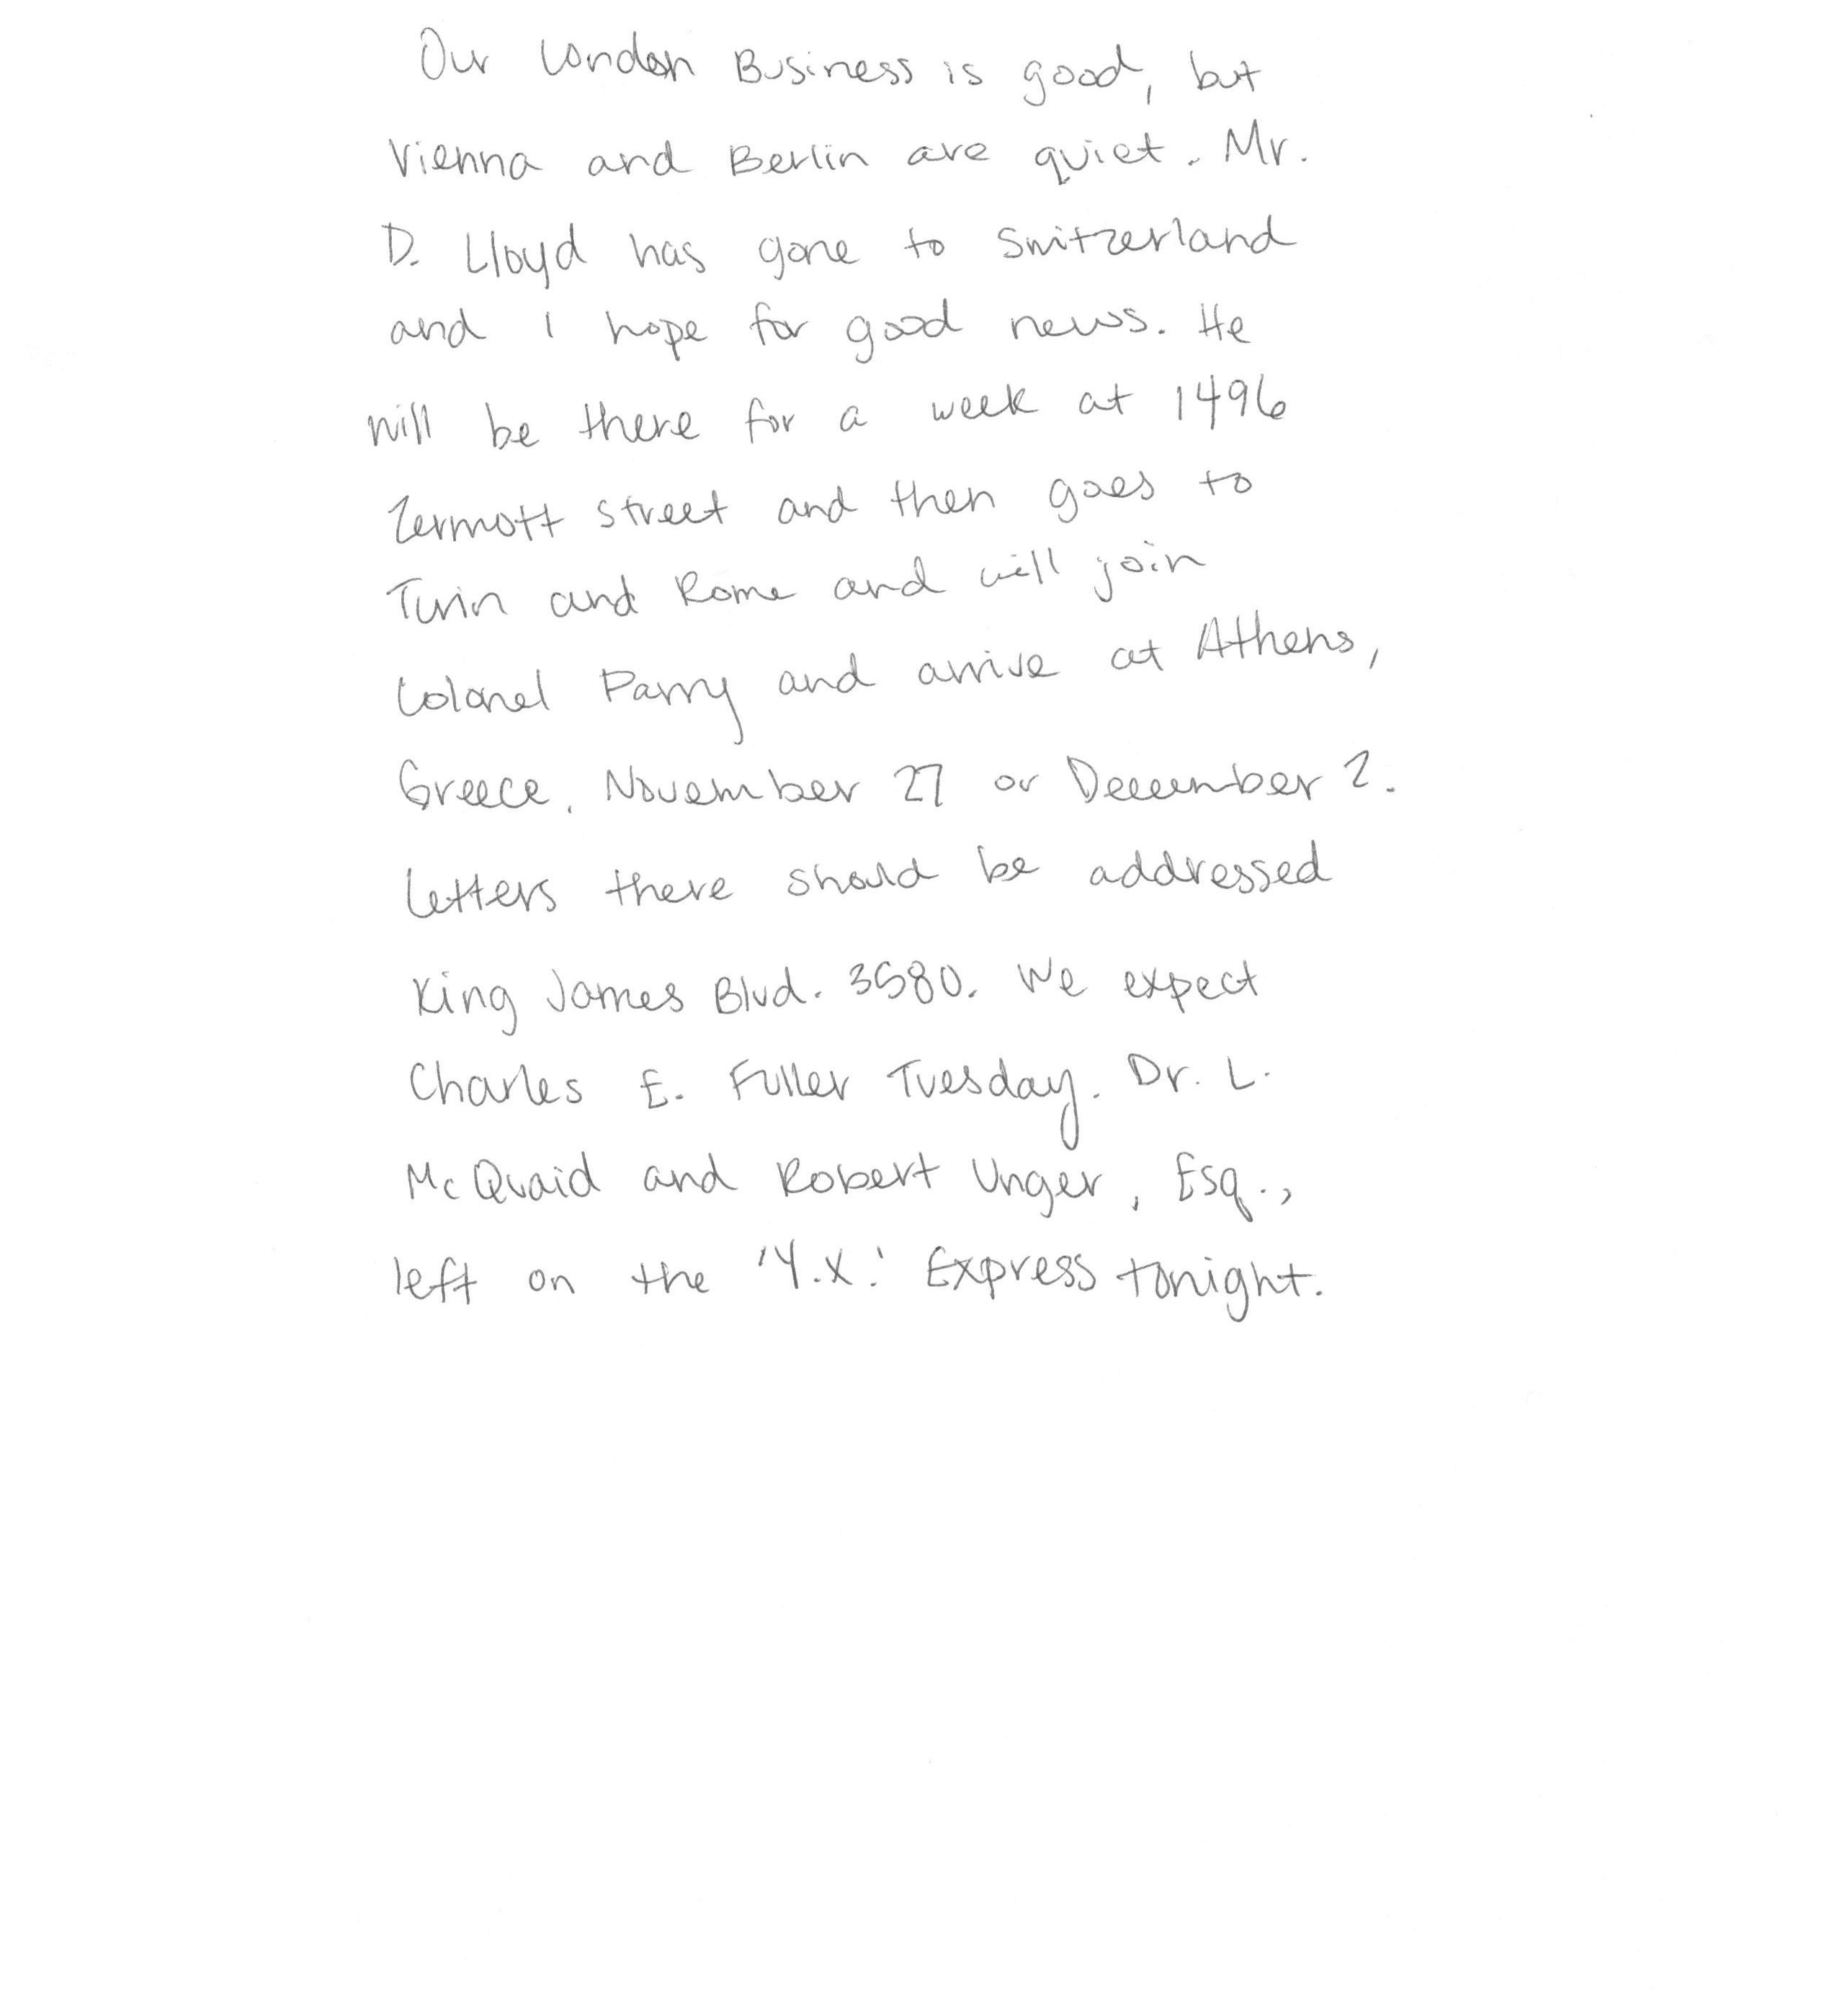 Our London Business is good, but
Vienna and Berlin are quiet. Mr.
D. Lloyd has gone to Switzerland
and I hope for good news. He
will be there for a week at 1496
Zermott street and then goes to
Turin and Rome and will join
Colonel Parry and arrive at Athens,
Greece, November 27 or December 2.
Letters there should be addressed
King James Blvd. 3580. We expect
Charles E. Fuller Tuesday. Dr. L.
McQuaid and Robert Unger, Esq.,
left on the 'Y.X.' Express tonight.